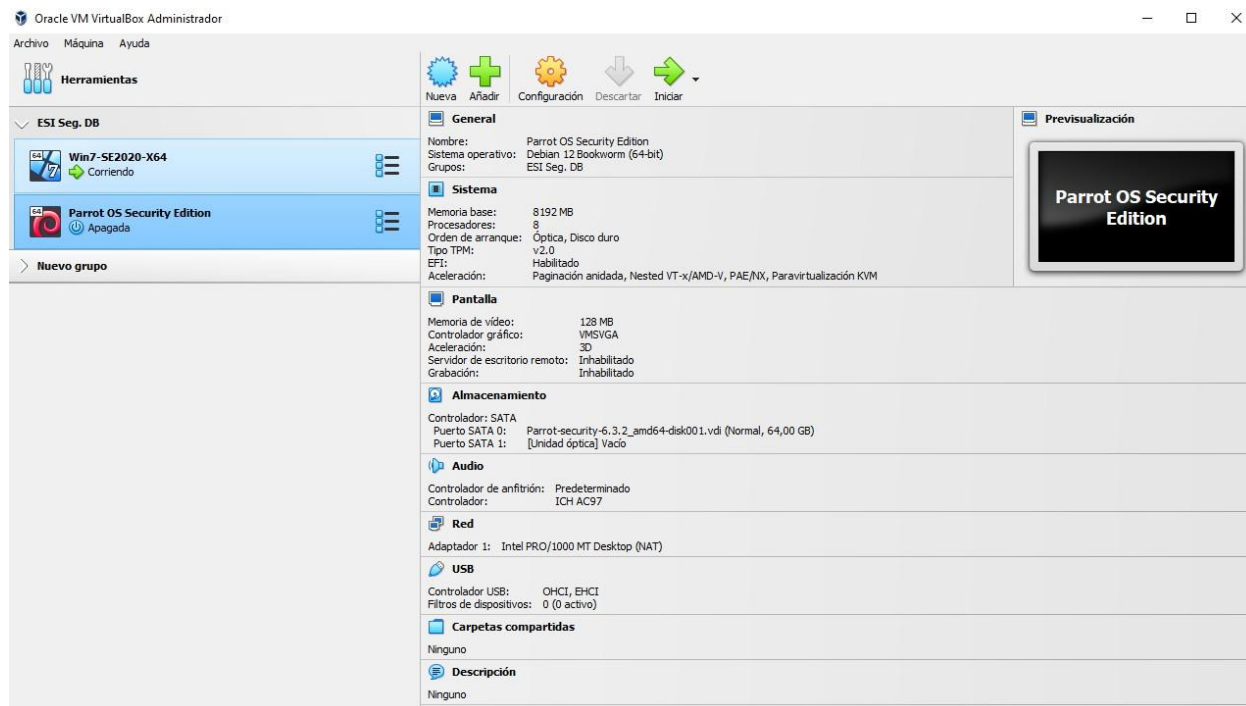 Oracle VM VirtualBox Administrador
Archivo Máquina Ayuda
Herramientas
ESI Seg. DB
64
7
Win7-SE2020-X64
Corriendo
64
Parrot OS Security Edition
Apagada
Nuevo grupo
Nueva Añadir Configuración Descartar Iniciar
General
Nombre: Parrot OS Security Edition
Sistema operativo: Debian 12 Bookworm (64-bit)
Grupos: ESI Seg. DB
Previsualización
Parrot OS Security
Edition
Sistema
Memoria base: 8192 MB
Procesadores: 8
Orden de arranque: Óptica, Disco duro
Tipo TPM: v2.0
EFI: Habilitado
Aceleración: Paginación anidada, Nested VT-x/AMD-V, PAE/NX, Paravirtualización KVM
Pantalla
Memoria de vídeo: 128 MB
Controlador gráfico: VMSVGA
Aceleración: 3D
Servidor de escritorio remoto: Inhabilitado
Grabación: Inhabilitado
Almacenamiento
Controlador: SATA
Puerto SATA 0: Parrot-security-6.3.2_amd64-disk001.vdi (Normal, 64,00 GB)
Puerto SATA 1: [Unidad óptica] Vacío
Audio
Controlador de anfitrión: Predeterminado
Controlador: ICH AC97
Red
Adaptador 1: Intel PRO/1000 MT Desktop (NAT)
USB
Controlador USB: OHCI, EHCI
Filtros de dispositivos: 0 (0 activo)
Carpetas compartidas
Ninguno
Descripción
Ninguno